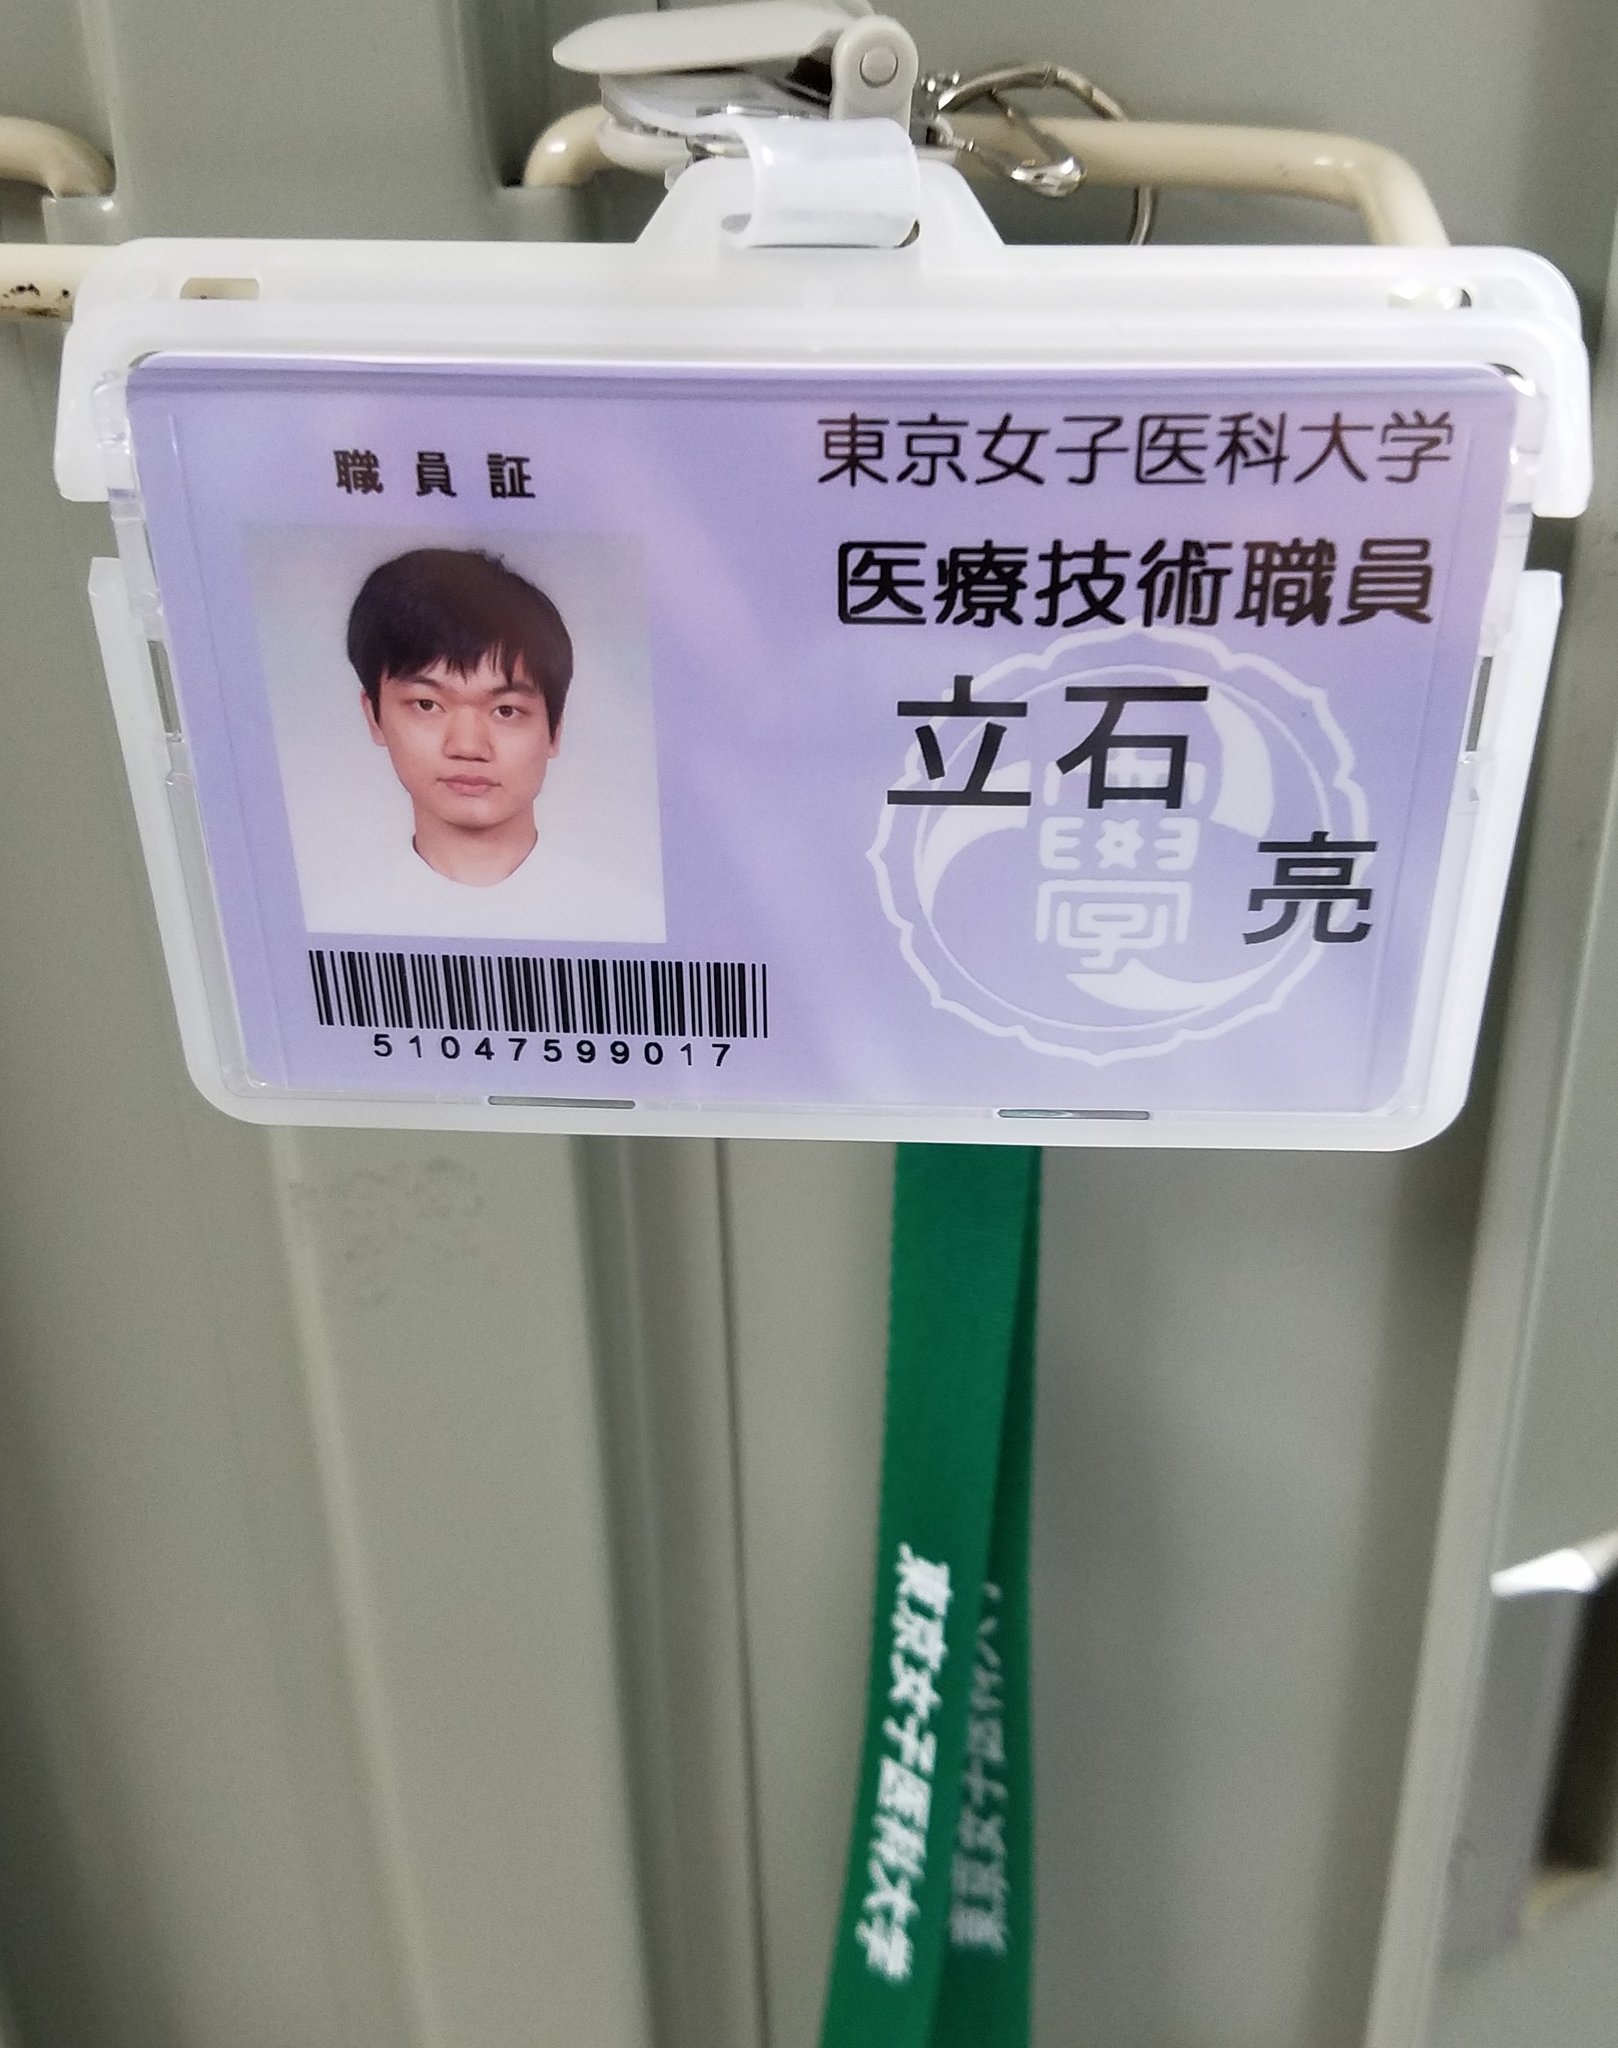 職員証
東京女子医科大学
医療技術職員
立石
亮
學
51047599017
東京女子医科大学